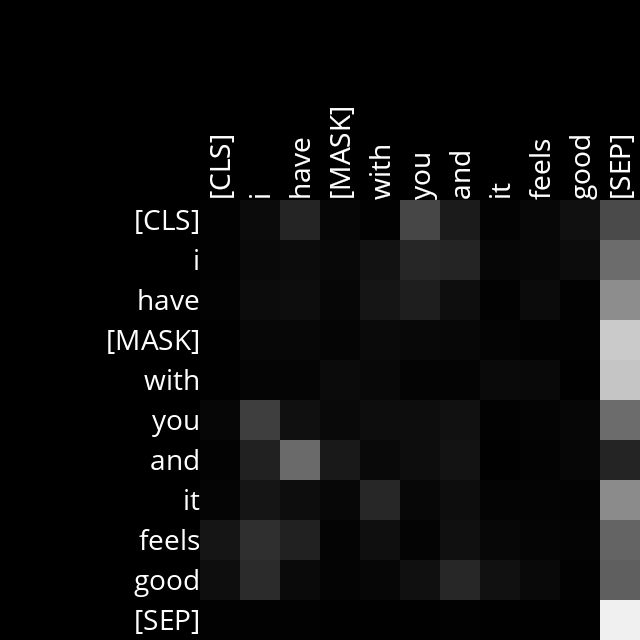 [CLS] i have [MASK] with you and it feels good [SEP]
[CLS]
i
have
[MASK]
with
you
and
it
feels
good
[SEP]